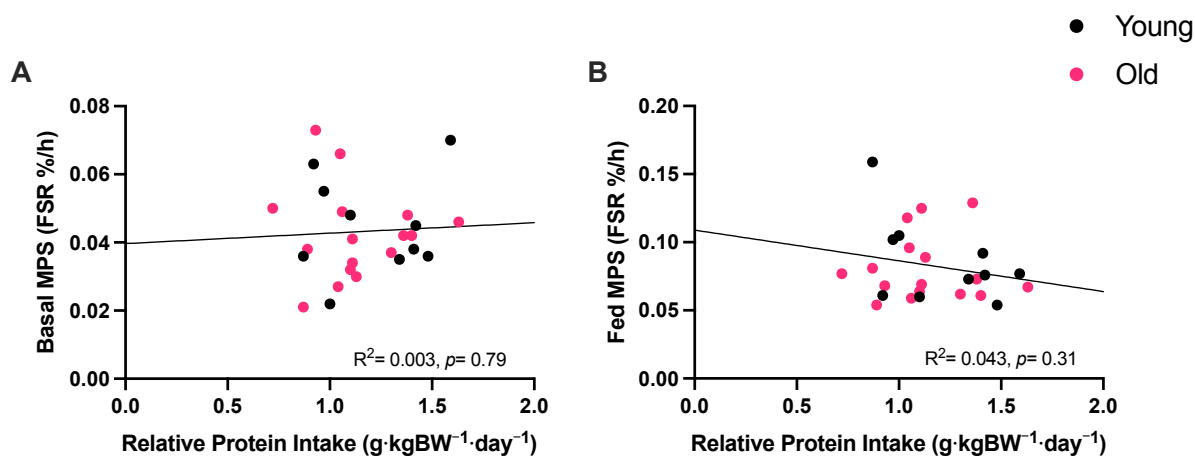 Young
Old
A
B
0.08
0.06
0.04
0.02
0.00
Basal MPS (FSR %/h)
R²= 0.003, p= 0.79
0.0 0.5 1.0 1.5 2.0
Relative Protein Intake (g·kgBW⁻¹·day⁻¹)
0.20
0.15
0.10
0.05
0.00
Fed MPS (FSR %/h)
R²= 0.043, p= 0.31
0.0 0.5 1.0 1.5 2.0
Relative Protein Intake (g·kgBW⁻¹·day⁻¹)